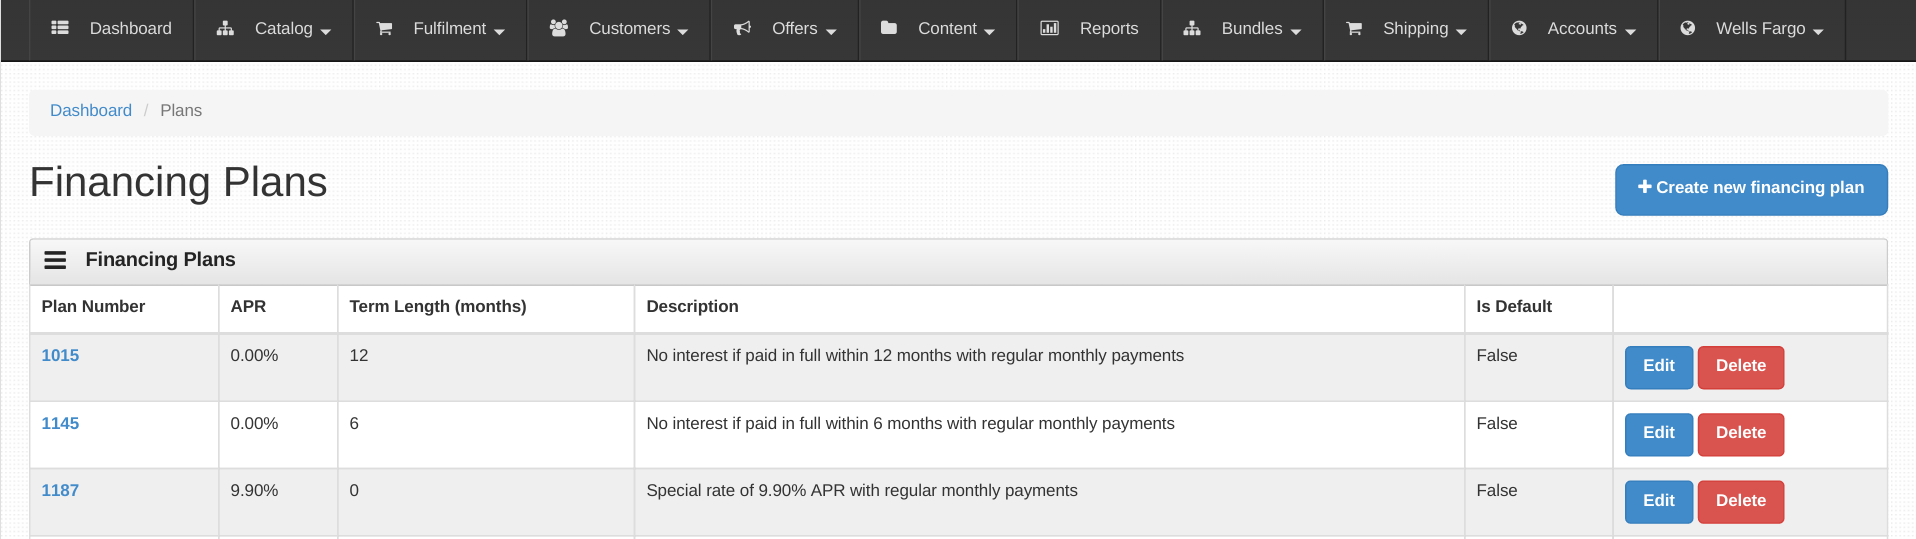 Dashboard Catalog Fulfilment Customers Offers Content Reports Bundles Shipping Accounts Wells Fargo
Dashboard / Plans
Financing Plans
Create new financing plan
Financing Plans
Plan Number APR Term Length (months) Description Is Default
1015 0.00% 12 No interest if paid in full within 12 months with regular monthly payments False Edit Delete
1145 0.00% 6 No interest if paid in full within 6 months with regular monthly payments False Edit Delete
1187 9.90% 0 Special rate of 9.90% APR with regular monthly payments False Edit Delete